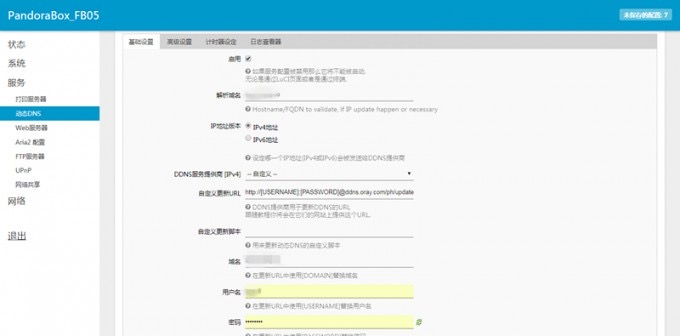 PandoraBox_FB05
未保存的配置: 7
状态
系统
服务
打印服务器
动态DNS
Web服务器
Aria2 配置
FTP服务器
UPnP
网络共享
网络
退出
基础设置 高级设置 计时器设定 日志查看器
启用
如果服务配置被禁用那么它将不能被启动.
无论是通过LuCI页面或者是通过终端.
解析域名
Hostname/FQDN to validate, if IP update happen or necessary
IP地址版本 IPv4地址
IPv6地址
设定哪一个IP地址(IPv4或IPv6)会被发送给DDNS提供商
DDNS服务提供商 [IPv4] -- 自定义 --
自定义更新URL http://[USERNAME]:[PASSWORD]@ddns.oray.com/ph/update
DDNS提供商用于更新DDNS的URL
跟随教程你将会在它们的网站上提供这个URL.
自定义更新脚本
用来更新动态DNS的自定义脚本
域名
在更新URL中使用[DOMAIN]替换域名
用户名
在更新URL中使用[USERNAME]替换用户名
密码 ••••••••